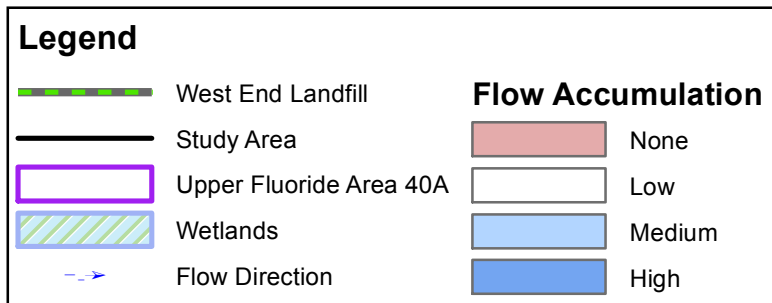 Legend
West End Landfill
Study Area
Upper Fluoride Area 40A
Wetlands
Flow Direction
Flow Accumulation
None
Low
Medium
High